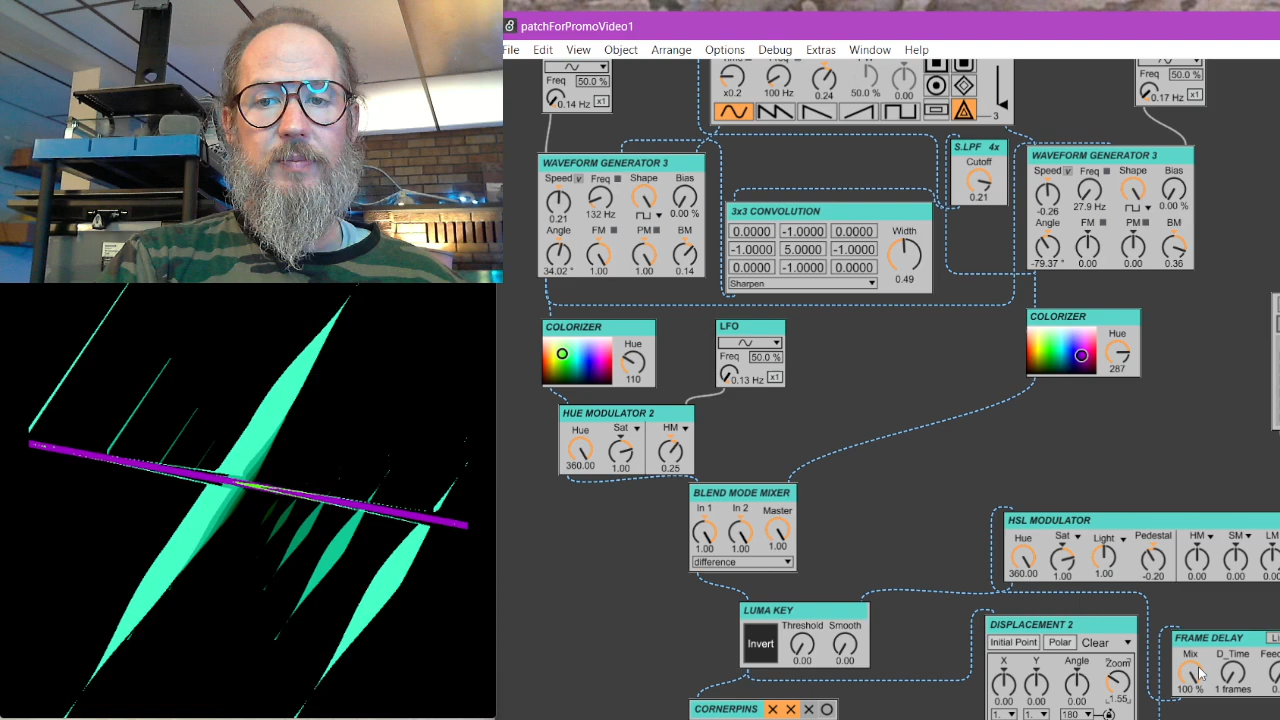 patchForPromoVideo1
File Edit View Object Arrange Options Debug Extras Window Help
Freq 50.0 %
0.14 Hz x1
x0.2 100 Hz 0.24 50.0 % 0.00
3
Freq 50.0 %
0.17 Hz x1
WAVEFORM GENERATOR 3
Speed v Freq Shape Bias
0.21 132 Hz 0.00 %
Angle FM PM BM
34.02 ° 1.00 1.00 0.14
3x3 CONVOLUTION
0.0000 -1.0000 0.0000 Width
-1.0000 5.0000 -1.0000
0.0000 -1.0000 0.0000 0.49
Sharpen
S.LPF 4x
Cutoff
0.21
WAVEFORM GENERATOR 3
Speed v Freq Shape Bias
-0.26 27.9 Hz 0.00 %
Angle FM PM BM
-79.37 ° 0.00 0.00 0.36
COLORIZER
Hue
110
LFO
Freq 50.0 %
0.13 Hz x1
COLORIZER
Hue
287
HUE MODULATOR 2
Hue Sat HM
360.00 1.00 0.25
BLEND MODE MIXER
In 1 In 2 Master
1.00 1.00 1.00
difference
HSL MODULATOR
Hue Sat Light Pedestal HM SM LM
360.00 1.00 1.00 -0.20 0.00 0.00 0.00
LUMA KEY
Invert Threshold Smooth
0.00 0.00
DISPLACEMENT 2
Initial Point Polar Clear
X Y Angle Zoom
0.00 0.00 0.00 1.55
1. 1. 180
FRAME DELAY
Mix D_Time
100 % 1 frames
CORNERPINS